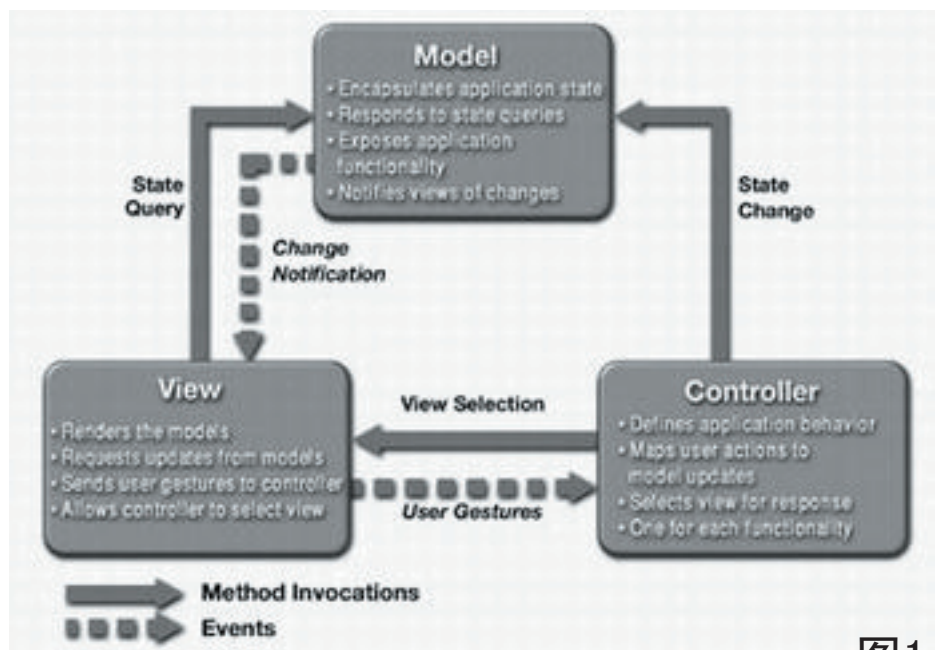 Model
• Encapsulates application state
• Responds to state queries
• Exposes application
functionality
• Notifies views of changes
State
Query
State
Change
Change
Notification
View
• Renders the models
• Requests updates from models
• Sends user gestures to controller
• Allows controller to select view
View Selection
User Gestures
Controller
• Defines application behavior
• Maps user actions to
model updates
• Selects view for response
• One for each functionality
Method Invocations
Events
图1